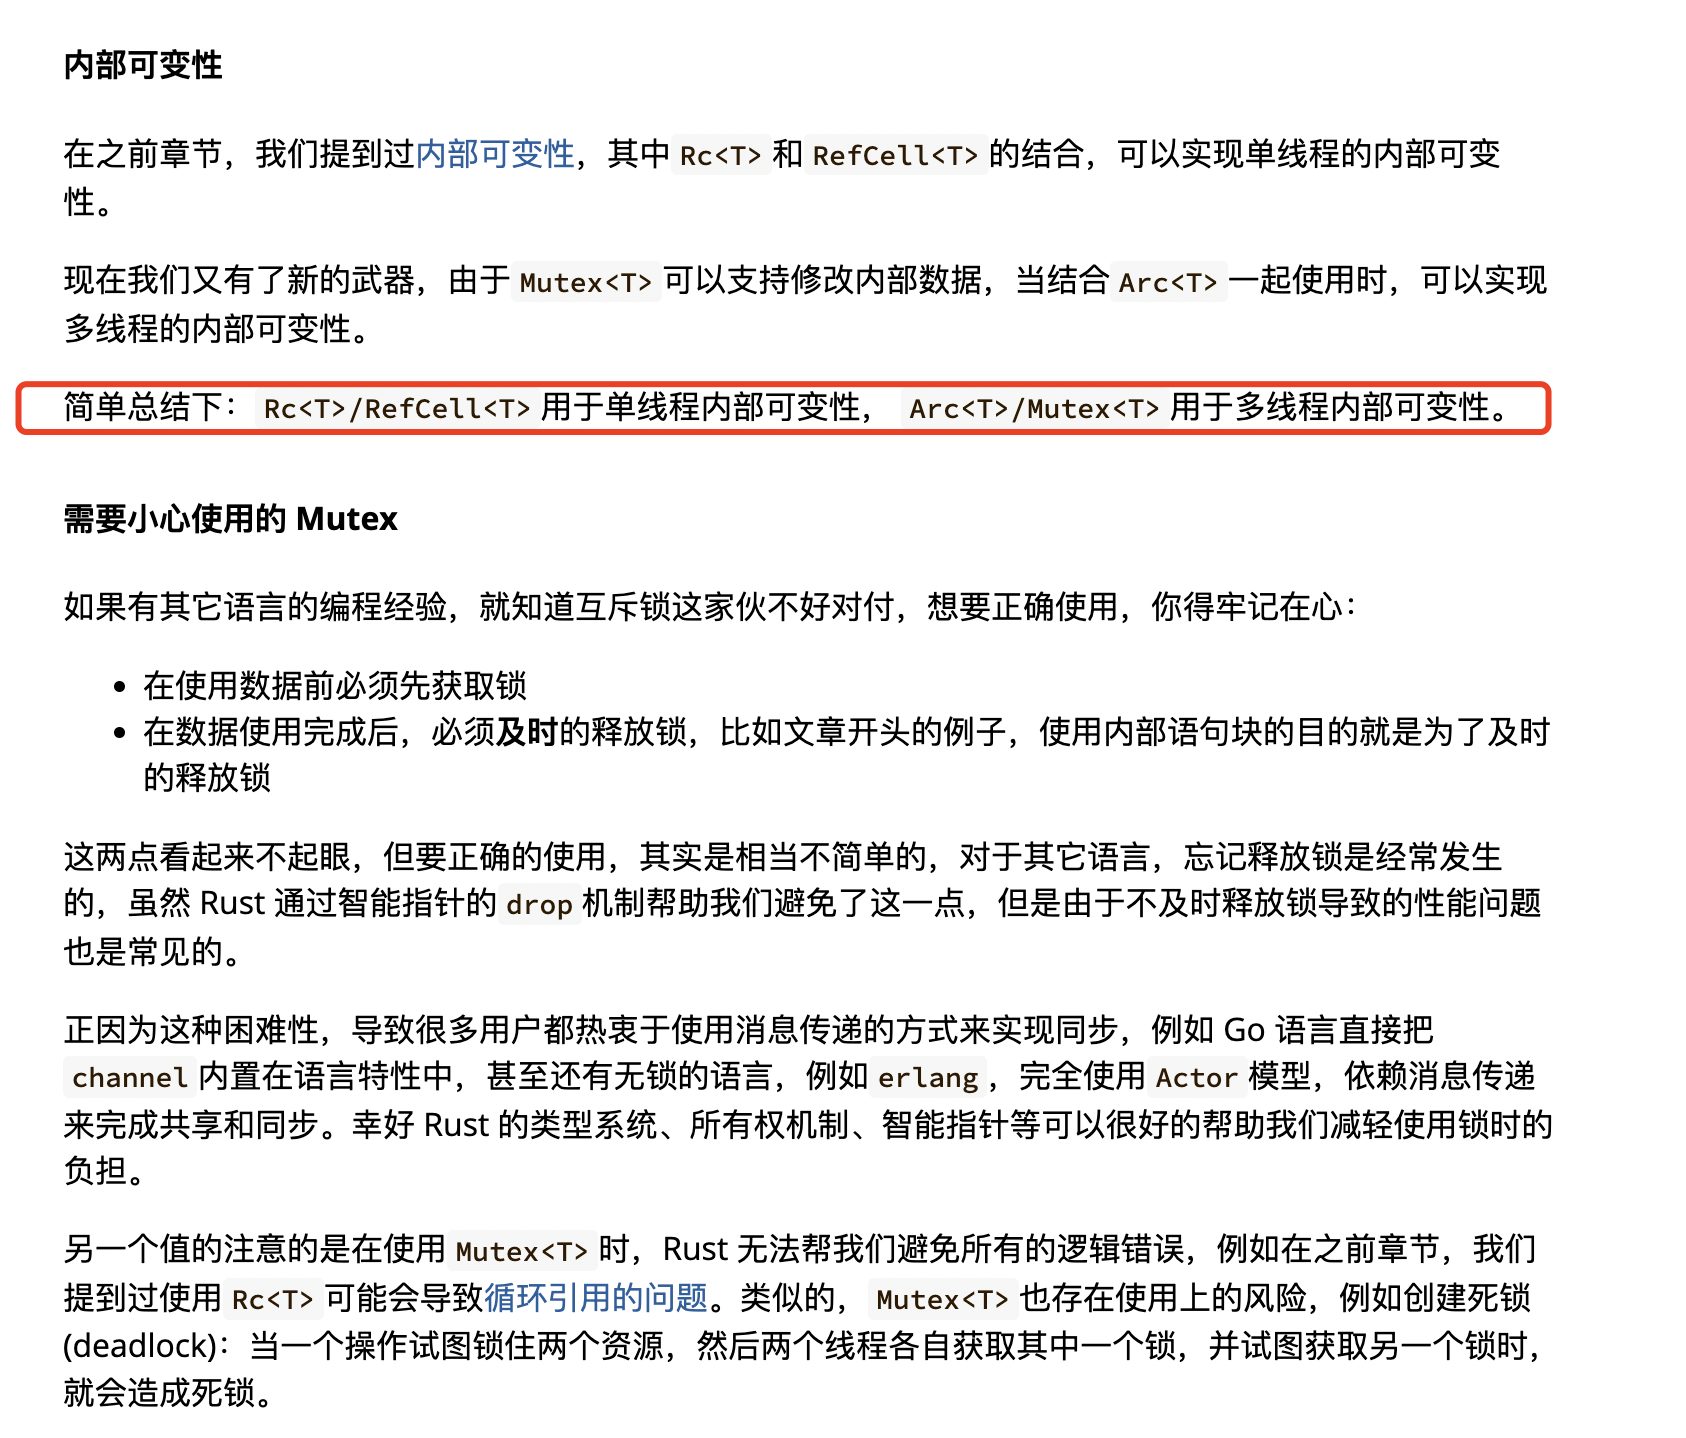 内部可变性
在之前章节，我们提到过内部可变性，其中 Rc<T> 和 RefCell<T> 的结合，可以实现单线程的内部可变
性。
现在我们又有了新的武器，由于 Mutex<T> 可以支持修改内部数据，当结合 Arc<T> 一起使用时，可以实现
多线程的内部可变性。
简单总结下： Rc<T>/RefCell<T> 用于单线程内部可变性， Arc<T>/Mutex<T> 用于多线程内部可变性。
需要小心使用的 Mutex
如果有其它语言的编程经验，就知道互斥锁这家伙不好对付，想要正确使用，你得牢记在心：
• 在使用数据前必须先获取锁
• 在数据使用完成后，必须及时的释放锁，比如文章开头的例子，使用内部语句块的目的就是为了及时
的释放锁
这两点看起来不起眼，但要正确的使用，其实是相当不简单的，对于其它语言，忘记释放锁是经常发生
的，虽然 Rust 通过智能指针的 drop 机制帮助我们避免了这一点，但是由于不及时释放锁导致的性能问题
也是常见的。
正因为这种困难性，导致很多用户都热衷于使用消息传递的方式来实现同步，例如 Go 语言直接把
channel 内置在语言特性中，甚至还有无锁的语言，例如 erlang ，完全使用 Actor 模型，依赖消息传递
来完成共享和同步。幸好 Rust 的类型系统、所有权机制、智能指针等可以很好的帮助我们减轻使用锁时的
负担。
另一个值的注意的是在使用 Mutex<T> 时，Rust 无法帮我们避免所有的逻辑错误，例如在之前章节，我们
提到过使用 Rc<T> 可能会导致循环引用的问题。类似的， Mutex<T> 也存在使用上的风险，例如创建死锁
(deadlock)：当一个操作试图锁住两个资源，然后两个线程各自获取其中一个锁，并试图获取另一个锁时，
就会造成死锁。